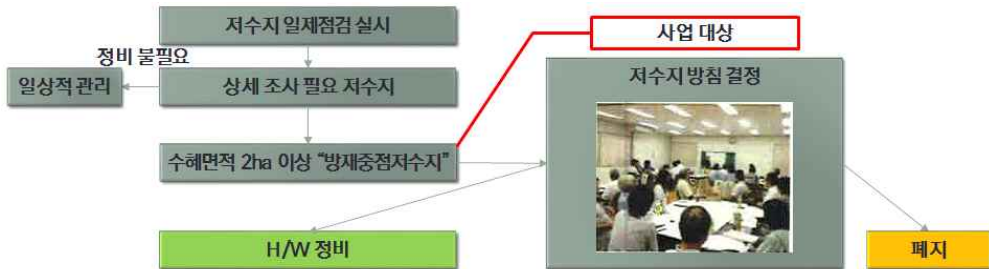 저수지 일제점검 실시
사업 대상
정비 불필요
저수지 방침 결정
일상적 관리
상세 조사 필요 저수지
수혜면적 2ha 이상 “방재중점저수지”
H/W 정비
폐지